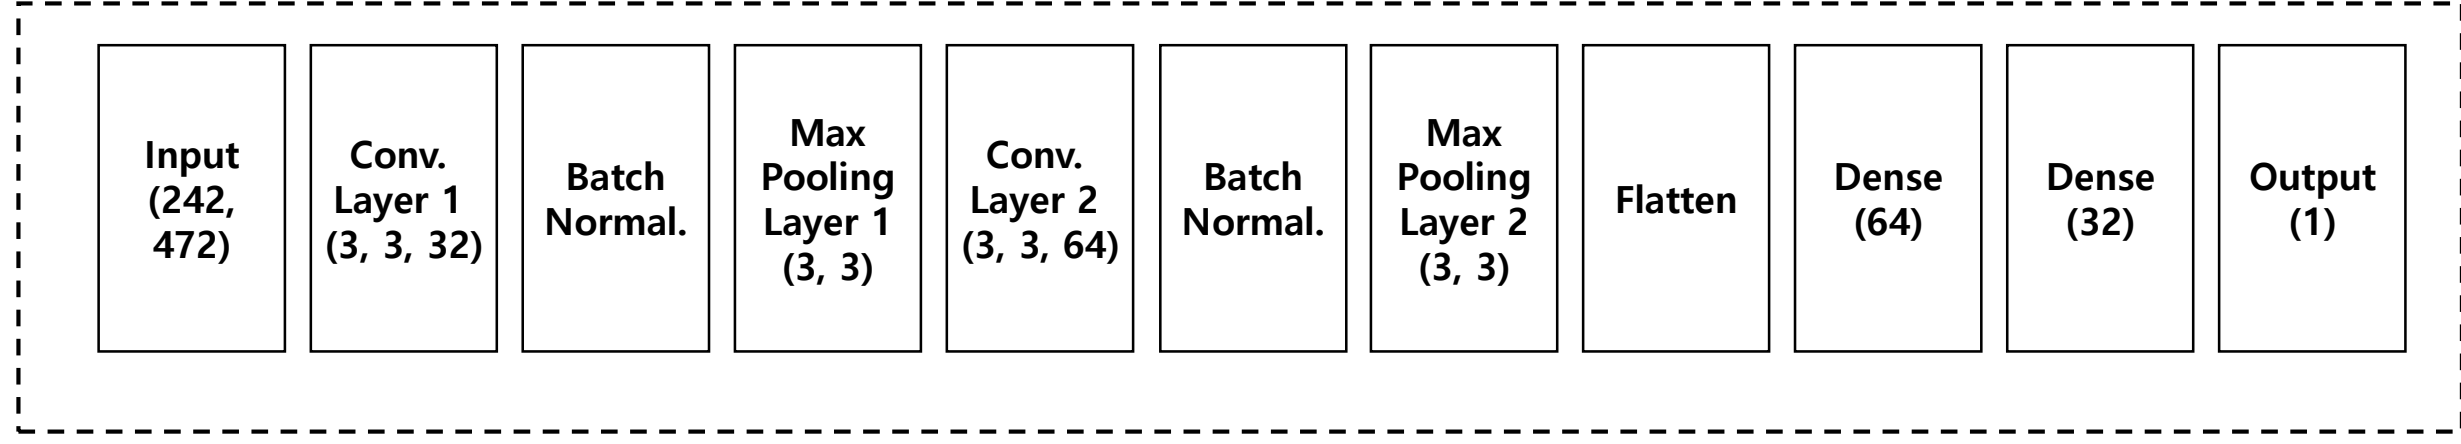 Input
(242,
472)
Conv.
Layer 1
(3, 3, 32)
Batch
Normal.
Max
Pooling
Layer 1
(3, 3)
Conv.
Layer 2
(3, 3, 64)
Batch
Normal.
Max
Pooling
Layer 2
(3, 3)
Flatten
Dense
(64)
Dense
(32)
Output
(1)